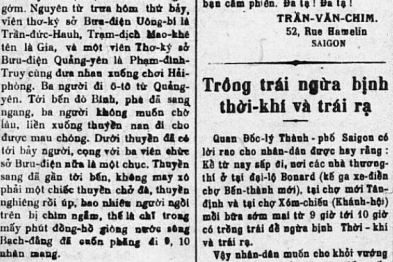 gớm. Nguyên từ trưa hôm thứ bảy,
viên thơ-ký sở Bưu-điện Uông-bí là
Trần-đức-Hauh, Trạm-dịch Mao-khê
tên là Gia, và một viên Thơ-ký sở
Bưu-điện Quảng-yên là Phạm-đình-
Truy cùng đưa nhau xuống chơi Hải-
phòng. Ba người đi ô-tô từ Quảng-
yên. Tới bến đò Bính, phà đã sang
ngang, ba người không muốn chờ
lâu, liền xuống thuyền nan đi cho
được mau chóng. Dưới thuyền đã có
tới bảy người, cọng với ba viên chức
sở Bưu-điện nữa là một chục. Thuyền
sang đã gần tới bến, không may xô
phải một chiếc thuyền chở đá, thuyền
nghiêng rồi úp, bao nhiêu người ngồi
trên bị chìm ngấm, thế là chỉ trong
mấy phút đồng-hồ giòng nước sông
Bạch-đằng đã cuốn phăng đi 9, 10
nhân mạng.
bận cảm phiền. Đa tạ! Đa tạ!
TRẦN-VĂN-CHIM.
52, Rue Hamelin
SAIGON
Trồng trái ngừa bịnh
thời-khí và trái rạ
Quan Đốc-lý Thành-phố Saigon có
lời rao cho nhân-dân được hay rằng:
Kể từ nay sắp đi, nơi các nhà thương-
thí ở tại đại-lộ Bonard (kế ga xe-điển
chợ Bến-thành mới), tại chợ mới Tân-
định và tại chợ Xóm-chiếu (Khánh-hội)
mỗi bữa sớm mai từ 9 giờ tới 10 giờ
có trồng trái để ngừa bịnh Thời-khí
và trái rạ.
Vậy nhân-dân muốn cho khỏi vướng